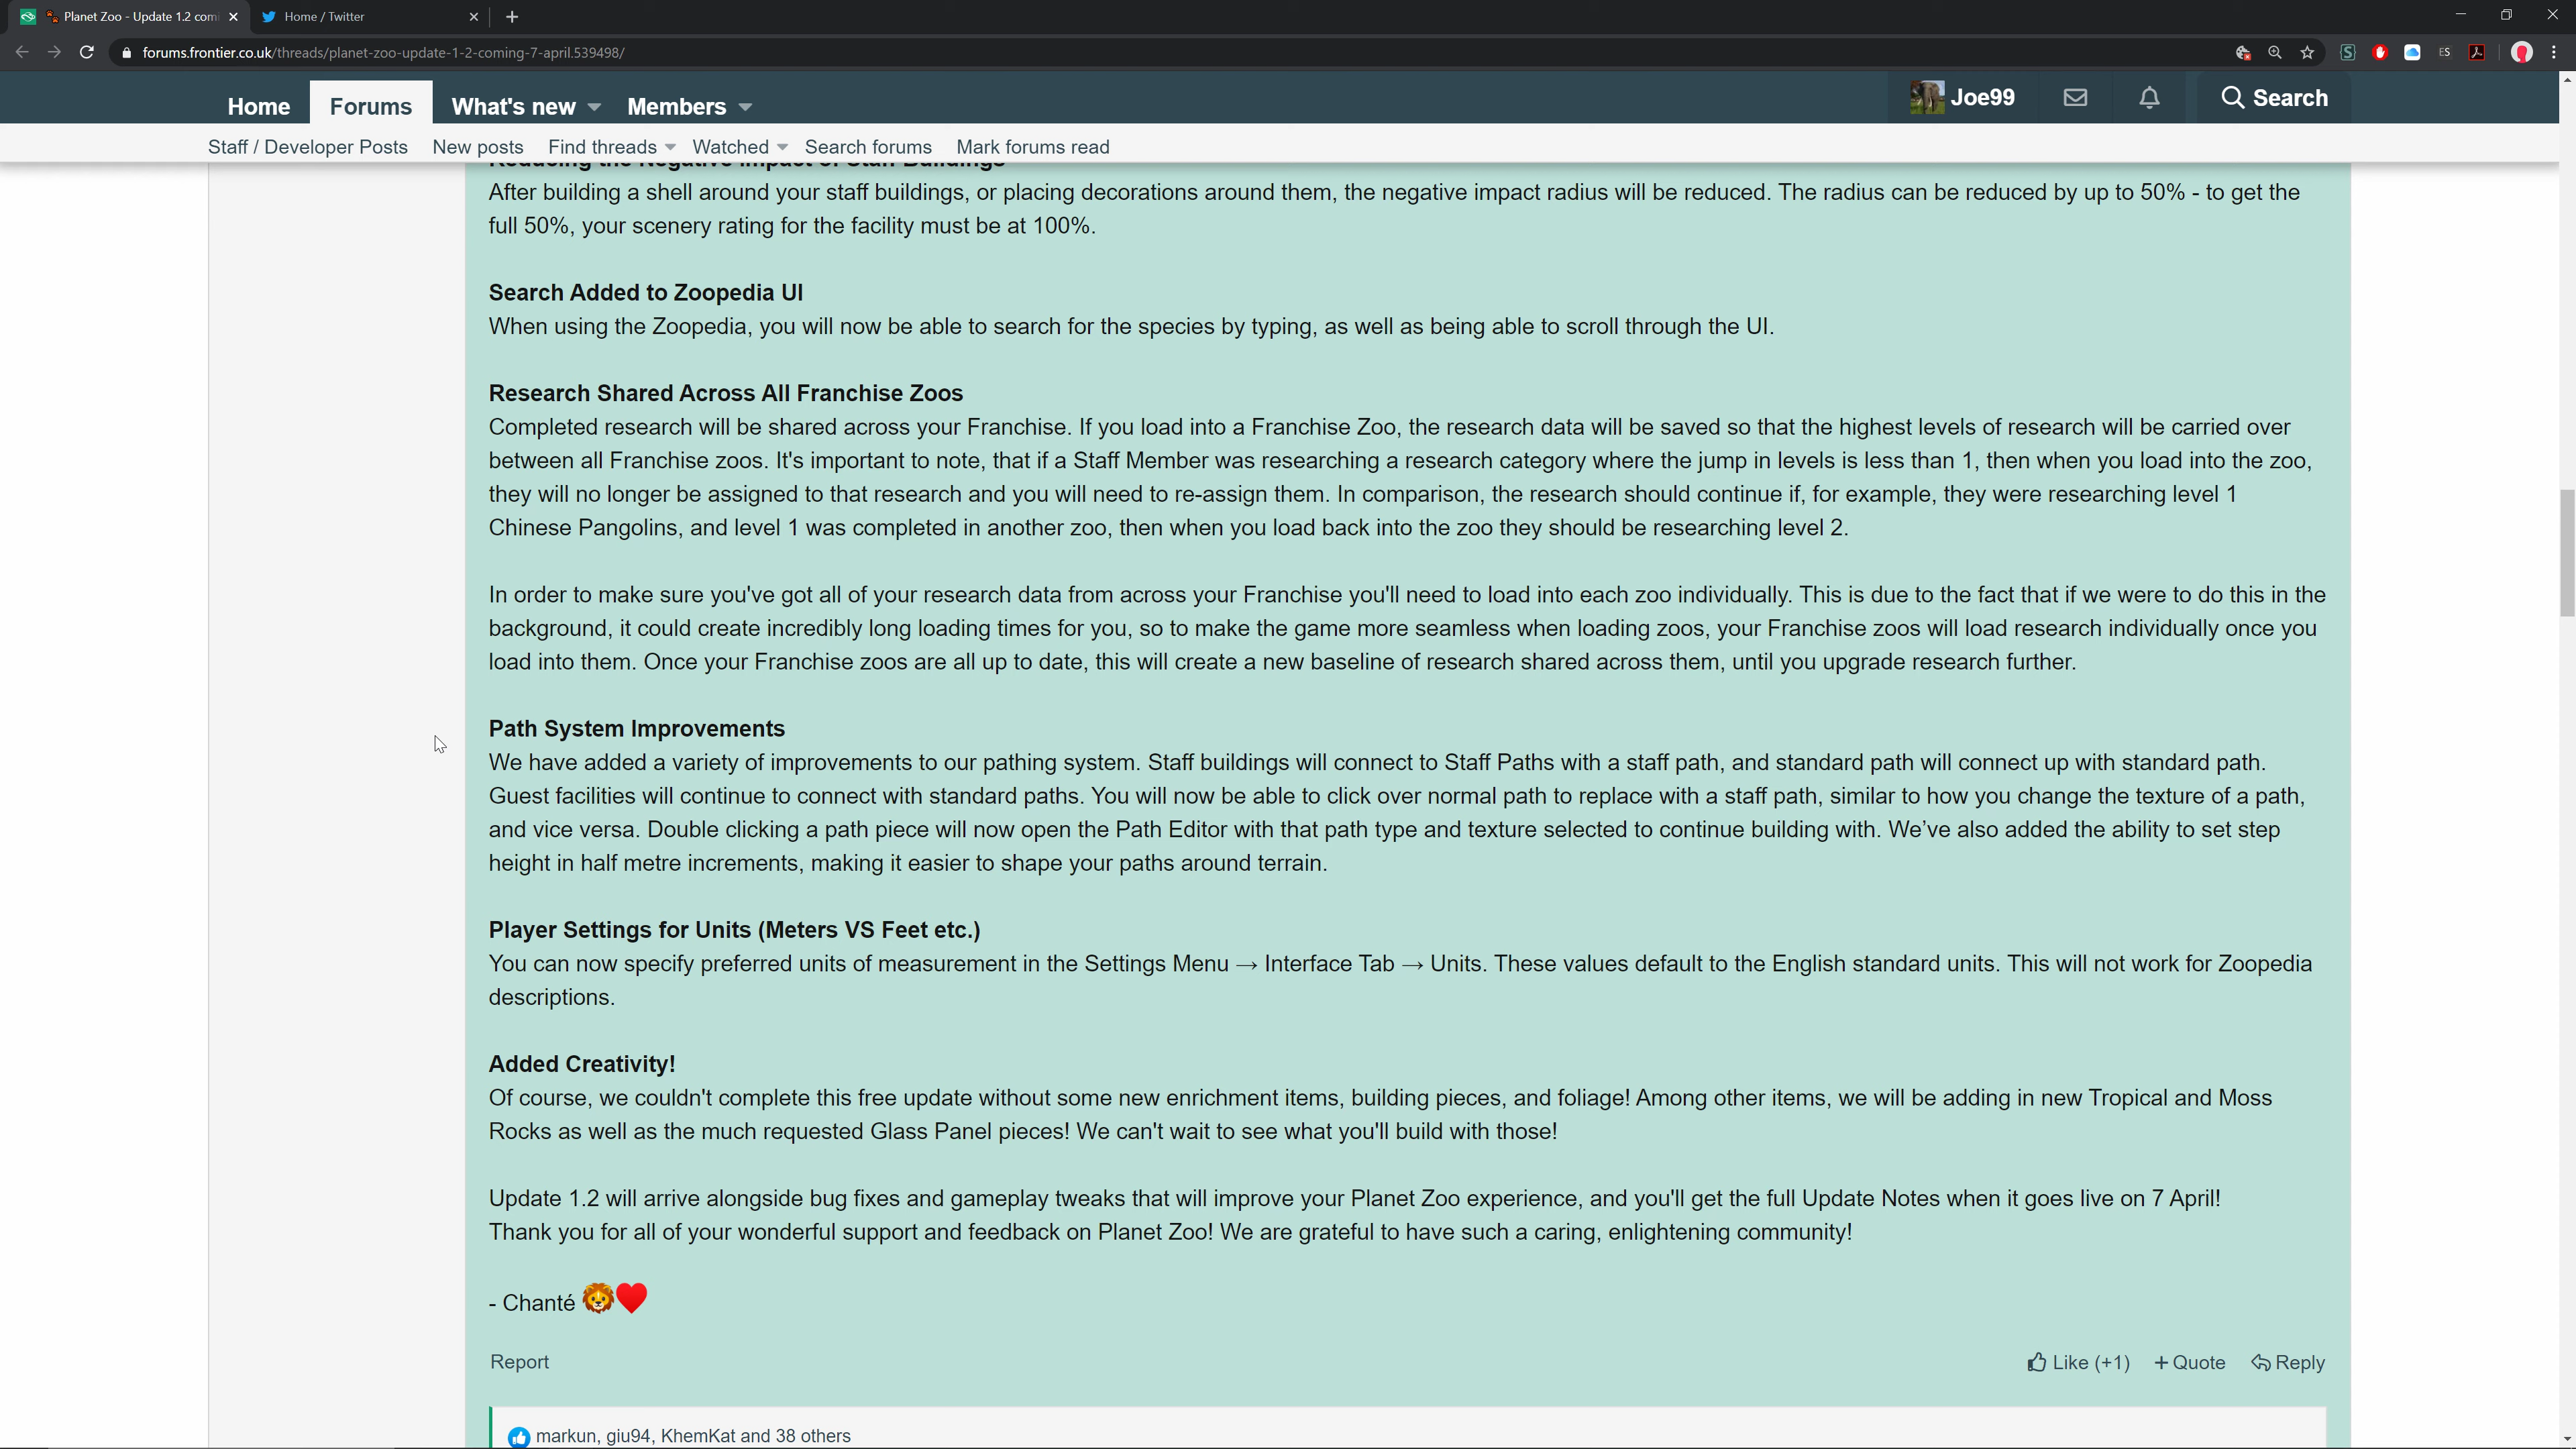 Planet Zoo - Update 1.2 comi
Home / Twitter
forums.frontier.co.uk/threads/planet-zoo-update-1-2-coming-7-april.539498/
ES
Home Forums What's new Members Joe99 Search
Staff / Developer Posts New posts Find threads Watched Search forums Mark forums read
Reducing the Negative Impact of Staff Buildings
After building a shell around your staff buildings, or placing decorations around them, the negative impact radius will be reduced. The radius can be reduced by up to 50% - to get the
full 50%, your scenery rating for the facility must be at 100%.
Search Added to Zoopedia UI
When using the Zoopedia, you will now be able to search for the species by typing, as well as being able to scroll through the UI.
Research Shared Across All Franchise Zoos
Completed research will be shared across your Franchise. If you load into a Franchise Zoo, the research data will be saved so that the highest levels of research will be carried over
between all Franchise zoos. It's important to note, that if a Staff Member was researching a research category where the jump in levels is less than 1, then when you load into the zoo,
they will no longer be assigned to that research and you will need to re-assign them. In comparison, the research should continue if, for example, they were researching level 1
Chinese Pangolins, and level 1 was completed in another zoo, then when you load back into the zoo they should be researching level 2.
In order to make sure you've got all of your research data from across your Franchise you'll need to load into each zoo individually. This is due to the fact that if we were to do this in the
background, it could create incredibly long loading times for you, so to make the game more seamless when loading zoos, your Franchise zoos will load research individually once you
load into them. Once your Franchise zoos are all up to date, this will create a new baseline of research shared across them, until you upgrade research further.
Path System Improvements
We have added a variety of improvements to our pathing system. Staff buildings will connect to Staff Paths with a staff path, and standard path will connect up with standard path.
Guest facilities will continue to connect with standard paths. You will now be able to click over normal path to replace with a staff path, similar to how you change the texture of a path,
and vice versa. Double clicking a path piece will now open the Path Editor with that path type and texture selected to continue building with. We’ve also added the ability to set step
height in half metre increments, making it easier to shape your paths around terrain.
Player Settings for Units (Meters VS Feet etc.)
You can now specify preferred units of measurement in the Settings Menu → Interface Tab → Units. These values default to the English standard units. This will not work for Zoopedia
descriptions.
Added Creativity!
Of course, we couldn't complete this free update without some new enrichment items, building pieces, and foliage! Among other items, we will be adding in new Tropical and Moss
Rocks as well as the much requested Glass Panel pieces! We can't wait to see what you'll build with those!
Update 1.2 will arrive alongside bug fixes and gameplay tweaks that will improve your Planet Zoo experience, and you'll get the full Update Notes when it goes live on 7 April!
Thank you for all of your wonderful support and feedback on Planet Zoo! We are grateful to have such a caring, enlightening community!
- Chanté 🦁♥
Report Like (+1) + Quote Reply
markun, giu94, KhemKat and 38 others